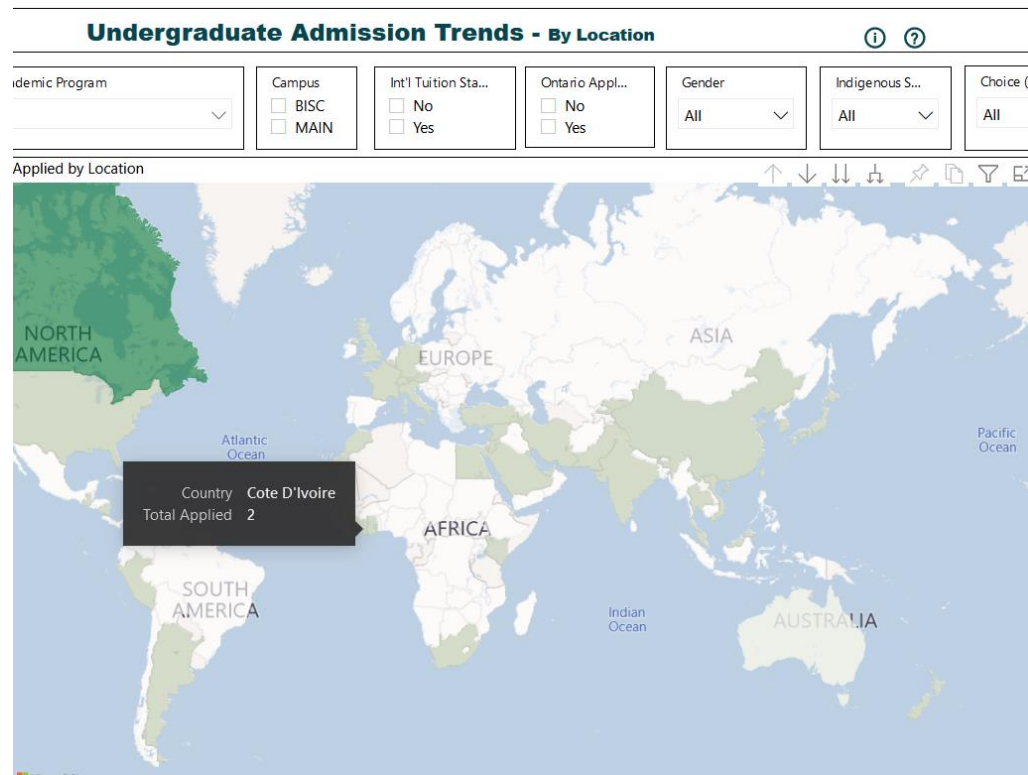 Undergraduate Admission Trends - By Location
ademic Program
Campus
BISC
MAIN
Int'l Tuition Sta...
No
Yes
Ontario Appl...
No
Yes
Gender
All
Indigenous S...
All
Choice (
All
Applied by Location
NORTH
AMERICA
EUROPE
ASIA
Atlantic
Ocean
Pacific
Ocean
Country Cote D'Ivoire
Total Applied 2
AFRICA
SOUTH
AMERICA
Indian
Ocean
AUSTRALIA